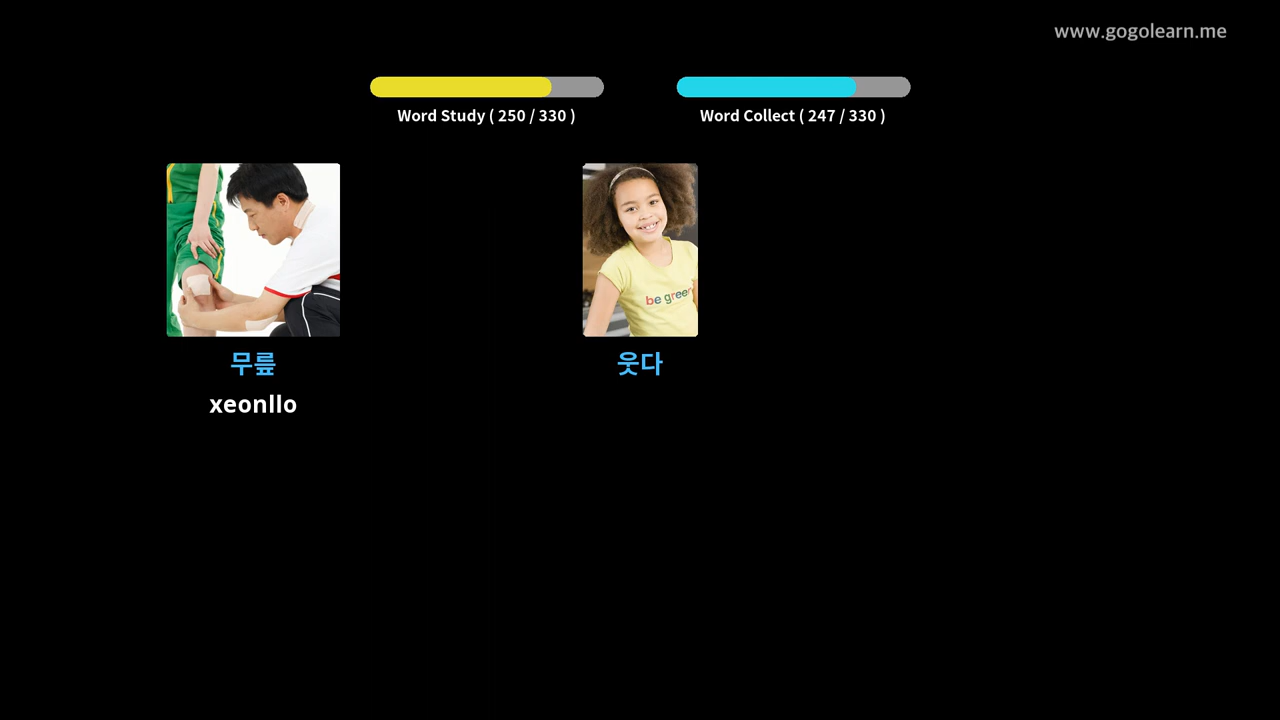 www.gogolearn.me
Word Study ( 250 / 330 )
Word Collect ( 247 / 330 )
be green
무릎
웃다
xeonllo